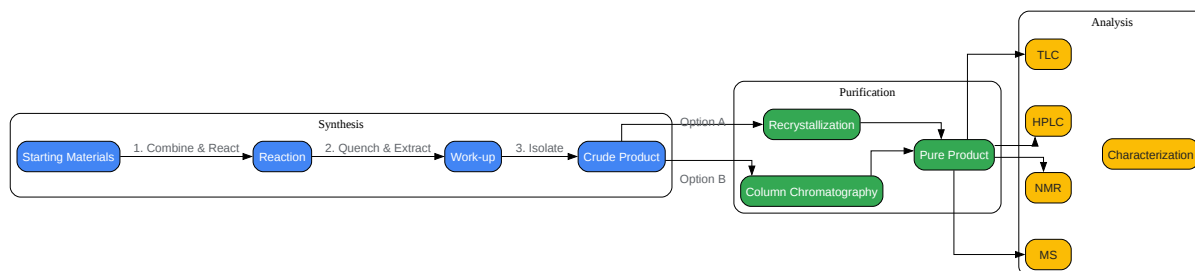 Analysis
TLC
Purification
Synthesis
Option A
Recrystallization
HPLC
Starting Materials
1. Combine & React
Reaction
2. Quench & Extract
Work-up
3. Isolate
Crude Product
Pure Product
Characterization
Option B
Column Chromatography
NMR
MS